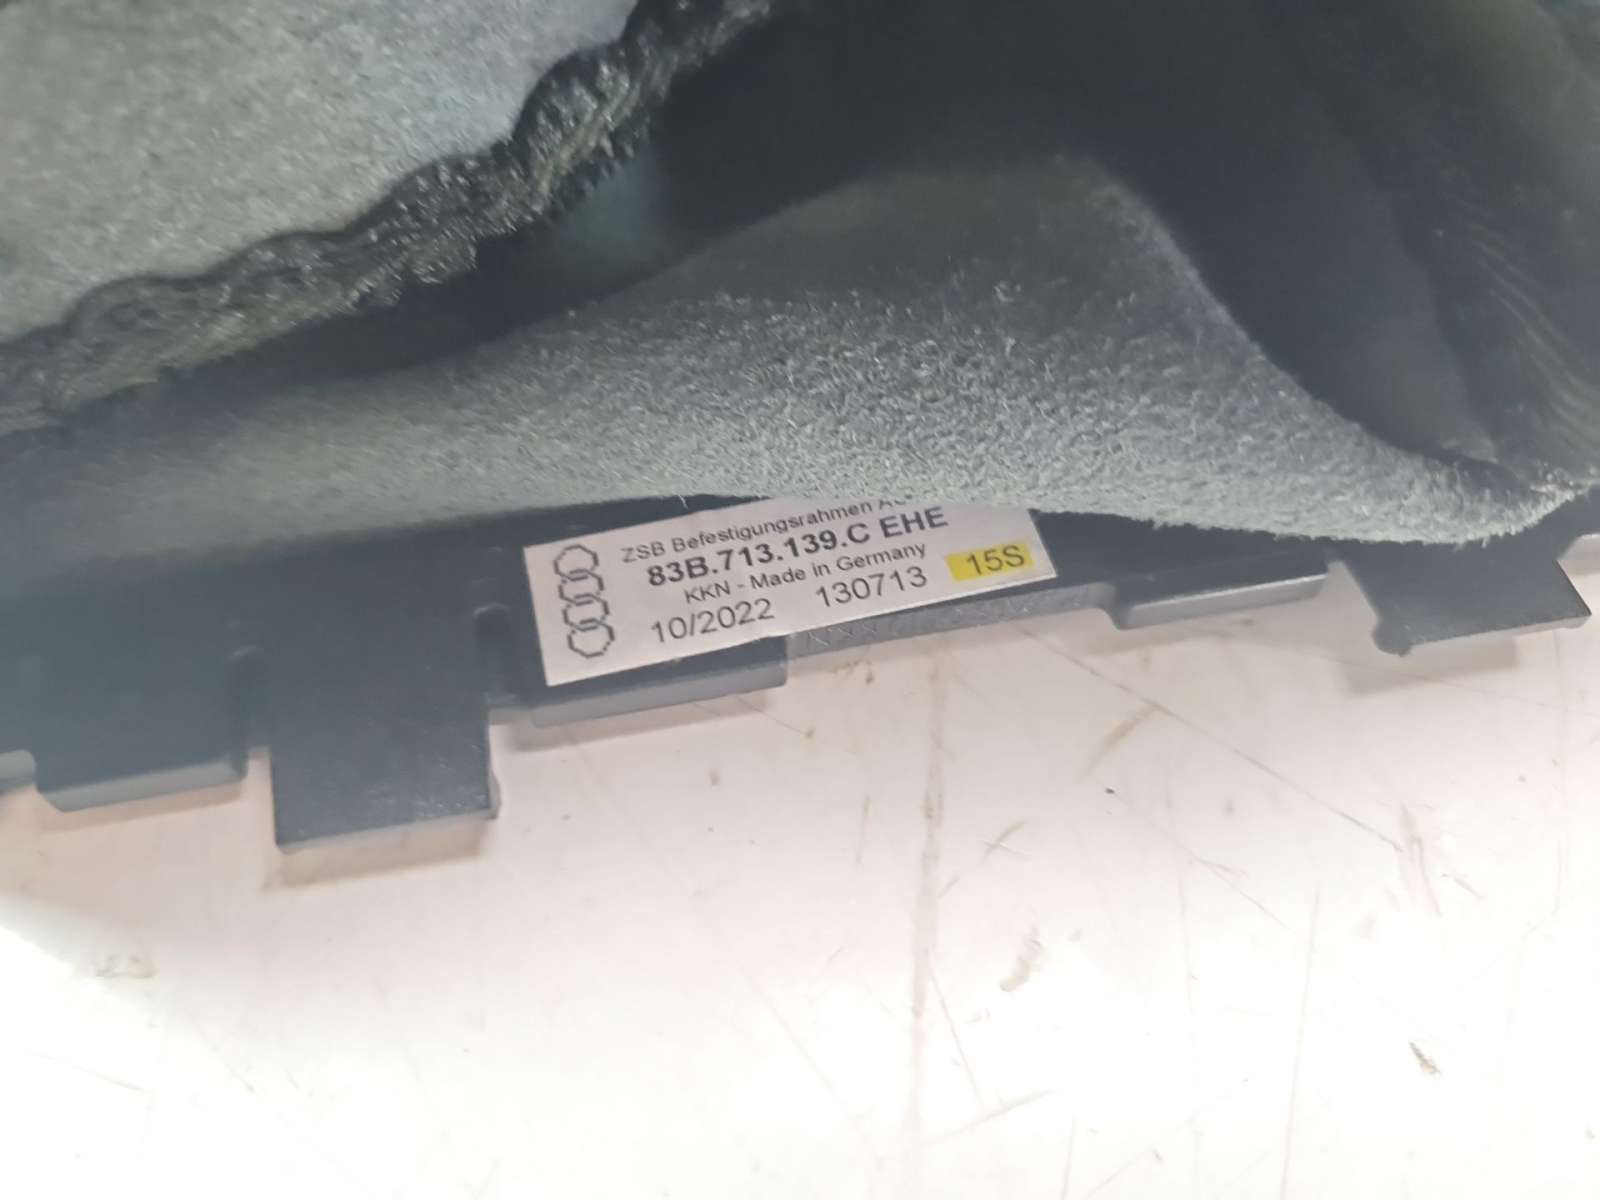 ZSB Befestigungsrahmen
83B.713.139.C EHE
KKN - Made in Germany
10/2022 130713 15S